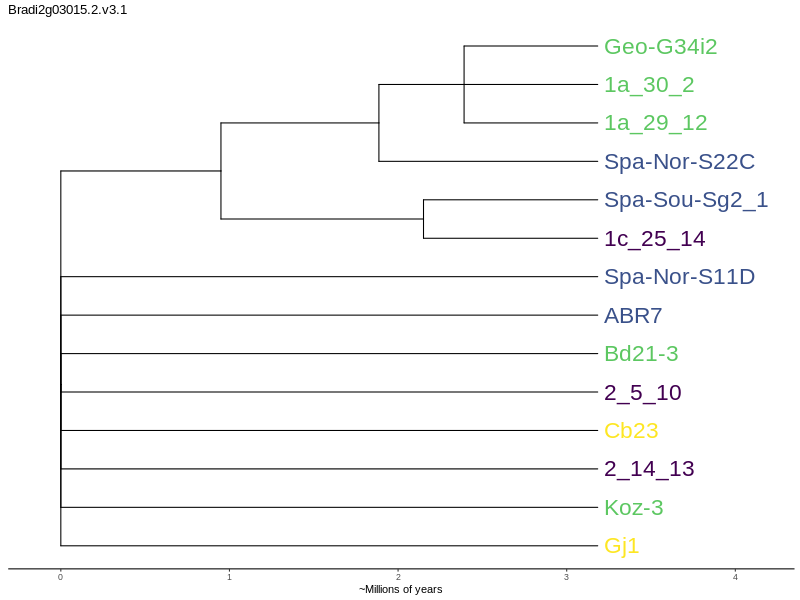 Bradi2g03015.2.v3.1
Geo-G34i2
1a_30_2
1a_29_12
Spa-Nor-S22C
Spa-Sou-Sg2_1
1c_25_14
Spa-Nor-S11D
ABR7
Bd21-3
2_5_10
Cb23
2_14_13
Koz-3
Gj1
0 1 2 3 4
~Millions of years